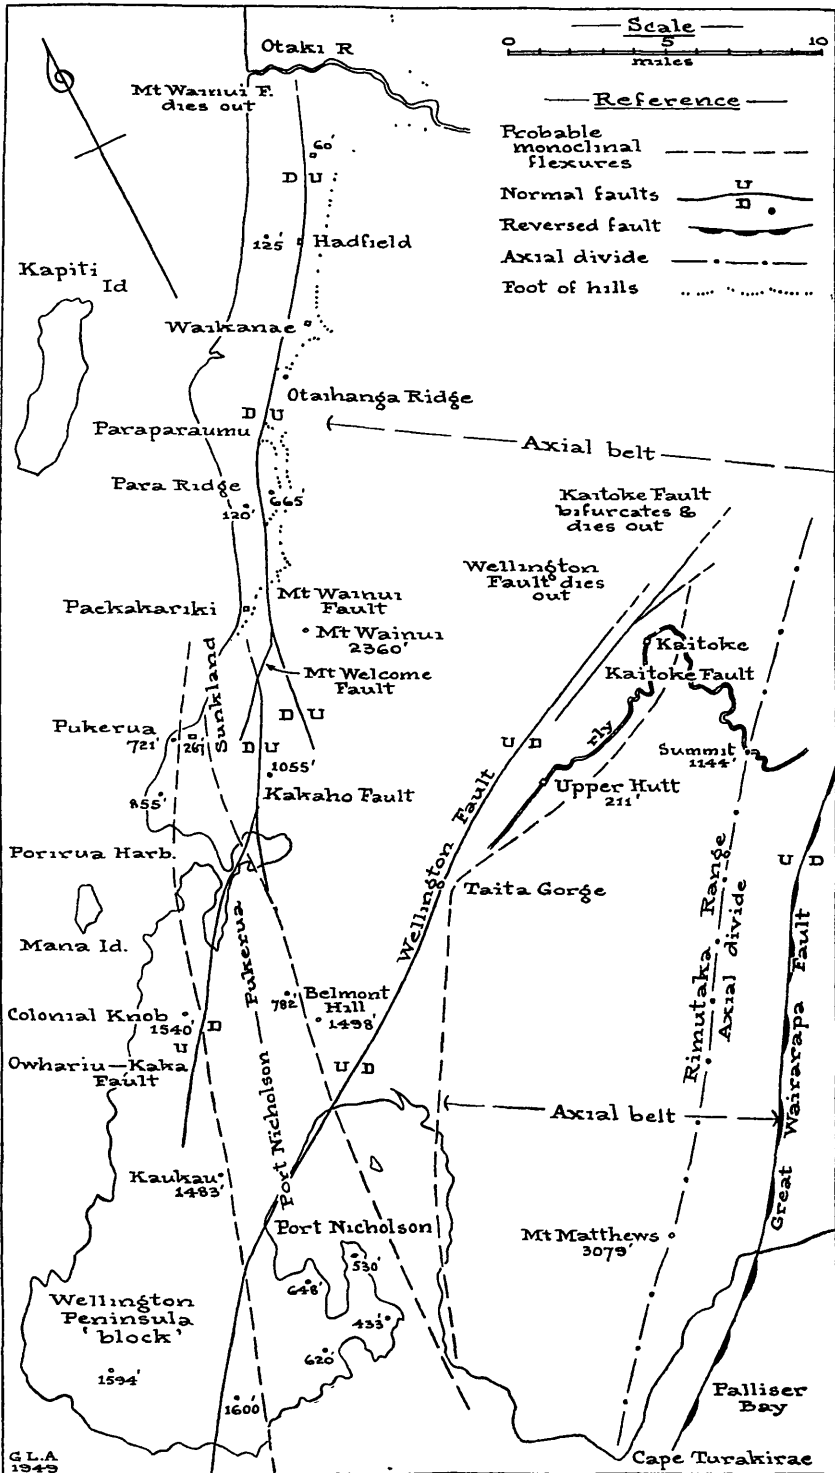 Scale
0 5 10
miles
Reference
Probable
monoclinal
flexures
Normal faults
U
D
Reversed fault
Axial divide
Foot of hills
Otaki R
Mt Wainui F.
dies out
60'
D U
125'
Hadfield
Kapiti
Id
Waikanae
Otaihanga Ridge
D U
Paraparaumu
Axial belt
Para Ridge
120'
665'
Kaitoke Fault
bifurcates &
dies out
Wellington
Fault dies
out
Paekakariki
Mt Wainui
Fault
Mt Wainui
2360'
Kaitoke
Kaitoke Fault
Mt Welcome
Fault
Sunkland
D U
Pukerua
721'
267'
D U
U D
Rly
Summit
1144'
1055'
Upper Hutt
211'
855'
Kakaho Fault
Wellington Fault
Porirua Harb.
U D
Taita Gorge
Mana Id.
Pukerua
Rimutaka Range
Axial divide
782'
Belmont
Hill
1498'
Colonial Knob
1540'
D
U
Owhariu—Kaka
Fault
U D
Port Nicholson
Axial belt
Great Wairarapa Fault
Kaukau
1483'
Port Nicholson
Mt Matthews
3079'
530'
648'
Wellington
Peninsula
'block'
433'
620'
1594'
1600'
Palliser
Bay
G L.A
1949
Cape Turakirae